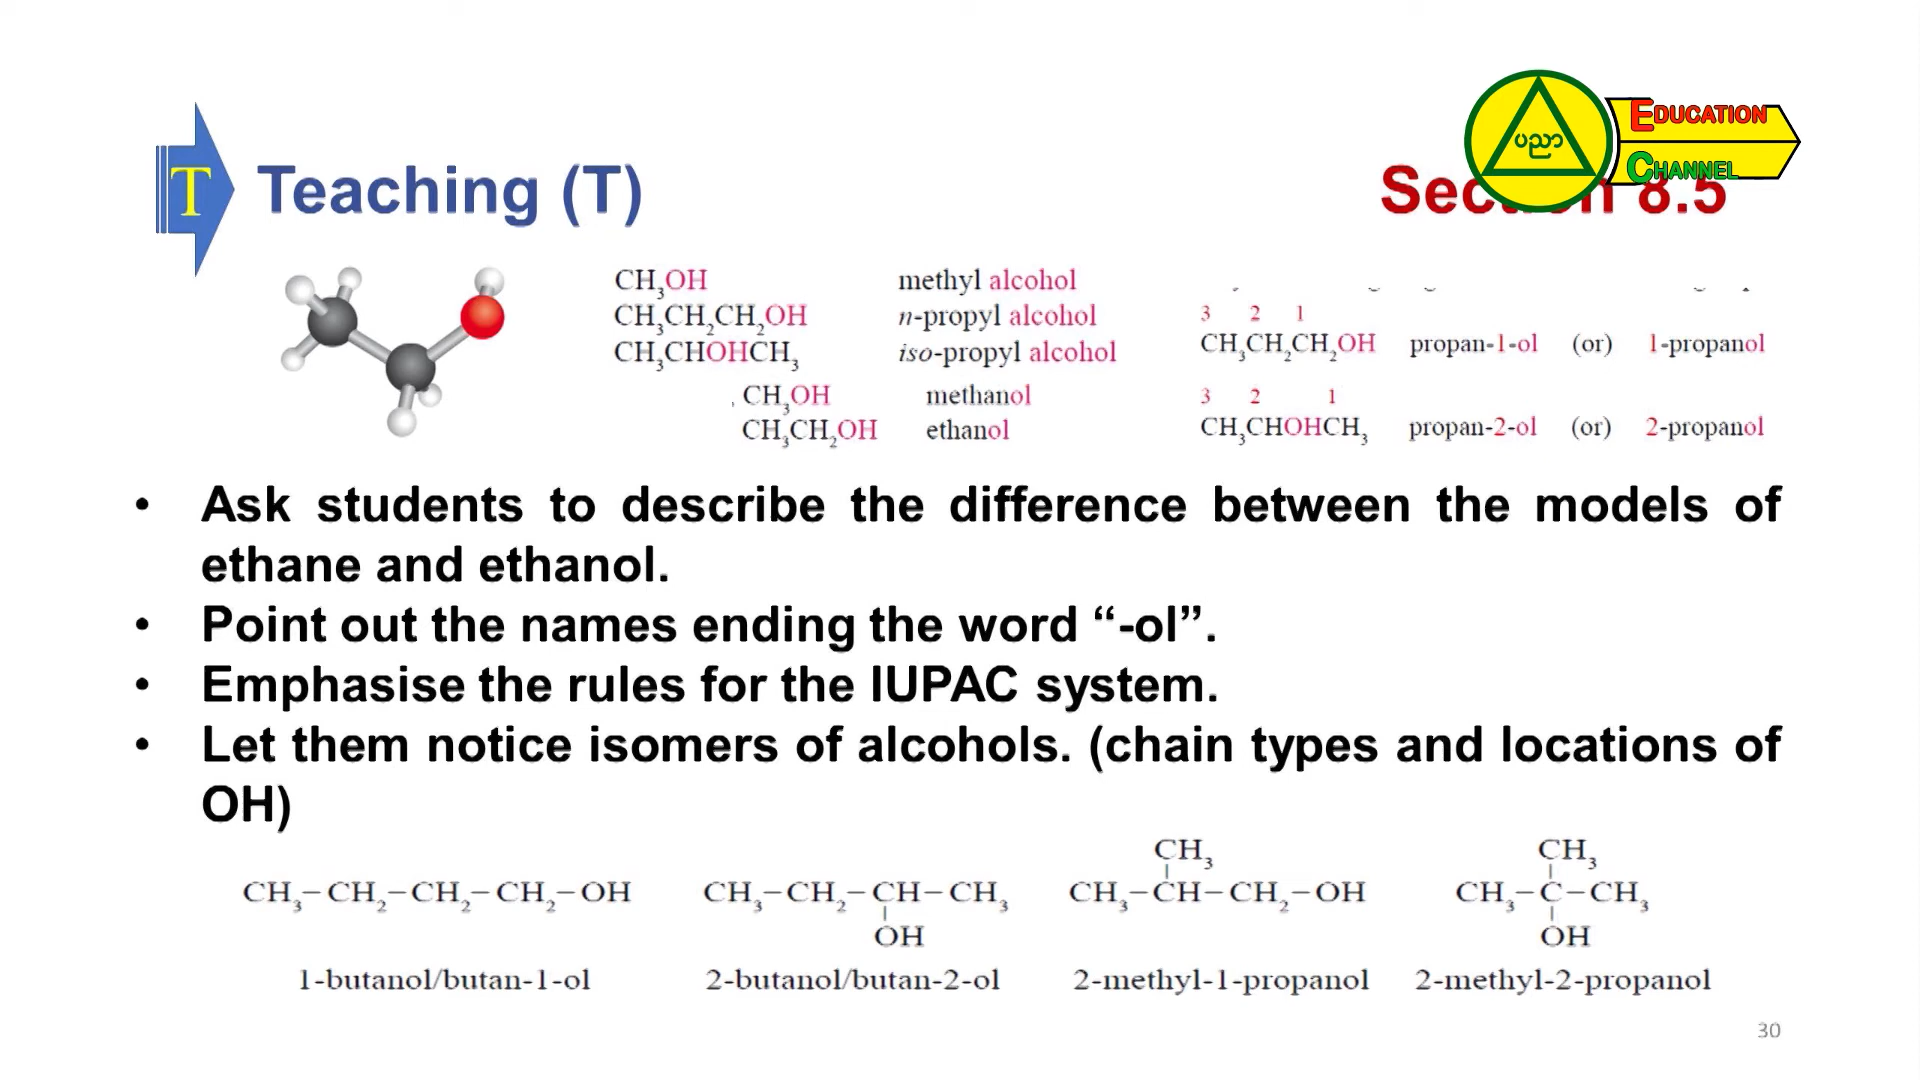 T
Teaching (T)
Section 8.5
ပညာ
EDUCATION
CHANNEL
CH₃OH methyl alcohol
CH₃CH₂CH₂OH n-propyl alcohol
CH₃CHOHCH₃ iso-propyl alcohol
CH₃OH methanol
CH₃CH₂OH ethanol
3 2 1
CH₃CH₂CH₂OH propan-1-ol (or) 1-propanol
3 2 1
CH₃CHOHCH₃ propan-2-ol (or) 2-propanol
• Ask students to describe the difference between the models of
ethane and ethanol.
• Point out the names ending the word “-ol”.
• Emphasise the rules for the IUPAC system.
• Let them notice isomers of alcohols. (chain types and locations of
OH)
CH₃–CH₂–CH₂–CH₂–OH
1-butanol/butan-1-ol
CH₃–CH₂–CH–CH₃
OH
2-butanol/butan-2-ol
CH₃
CH₃–CH–CH₂–OH
2-methyl-1-propanol
CH₃
CH₃–C–CH₃
OH
2-methyl-2-propanol
30